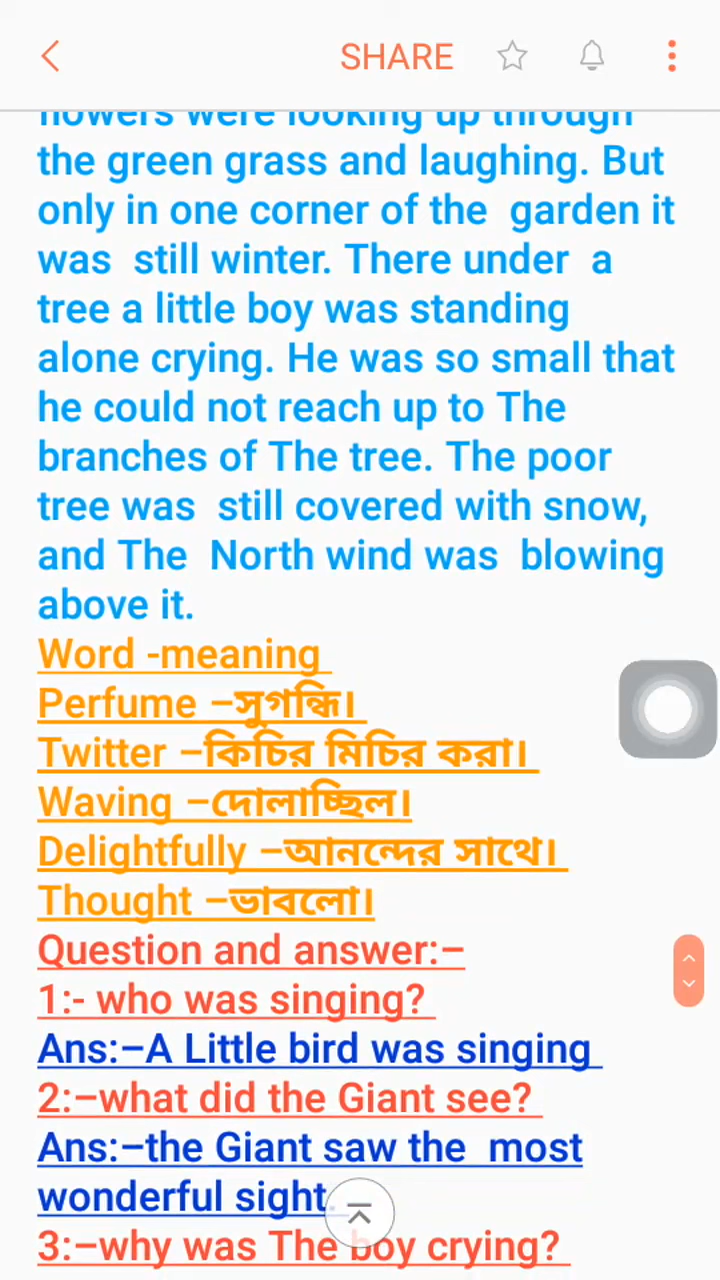 SHARE
flowers were looking up through
the green grass and laughing. But
only in one corner of the garden it
was still winter. There under a
tree a little boy was standing
alone crying. He was so small that
he could not reach up to The
branches of The tree. The poor
tree was still covered with snow,
and The North wind was blowing
above it.
Word -meaning
Perfume –সুগন্ধি।
Twitter –কিচির মিচির করা।
Waving –দোলাচ্ছিল।
Delightfully –আনন্দের সাথে।
Thought –ভাবলো।
Question and answer:–
1:- who was singing?
Ans:–A Little bird was singing
2:–what did the Giant see?
Ans:–the Giant saw the most
wonderful sight.
3:–why was The boy crying?